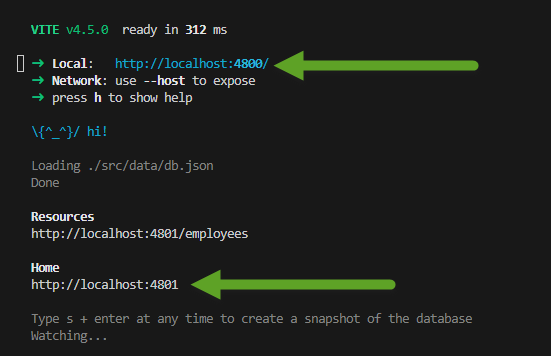 VITE v4.5.0 ready in 312 ms
➜ Local: http://localhost:4800/
➜ Network: use --host to expose
➜ press h to show help
\{^_^}/ hi!
Loading ./src/data/db.json
Done
Resources
http://localhost:4801/employees
Home
http://localhost:4801
Type s + enter at any time to create a snapshot of the database
Watching...